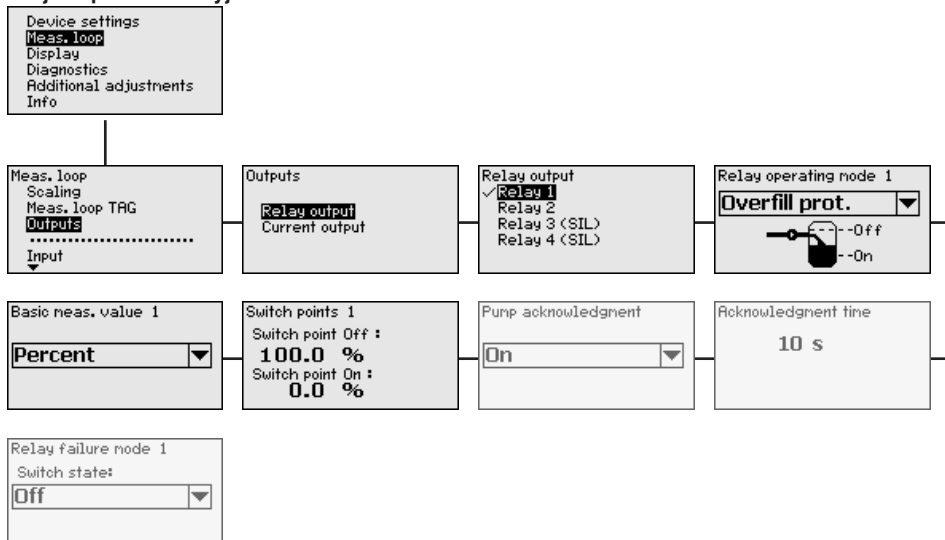 Device settings
Meas. loop
Display
Diagnostics
Additional adjustments
Info
Meas. loop
Scaling
Meas. loop TAG
Outputs
Input
Outputs
Relay output
Current output
Relay output
Relay 1
Relay 2
Relay 3 (SIL)
Relay 4 (SIL)
Relay operating mode 1
Overfill prot.
Off
On
Basic meas. value 1
Percent
Switch points 1
Switch point Off :
100.0 %
Switch point On :
0.0 %
Pump acknowledgment
On
Acknowledgment time
10 s
Relay failure mode 1
Switch state:
Off